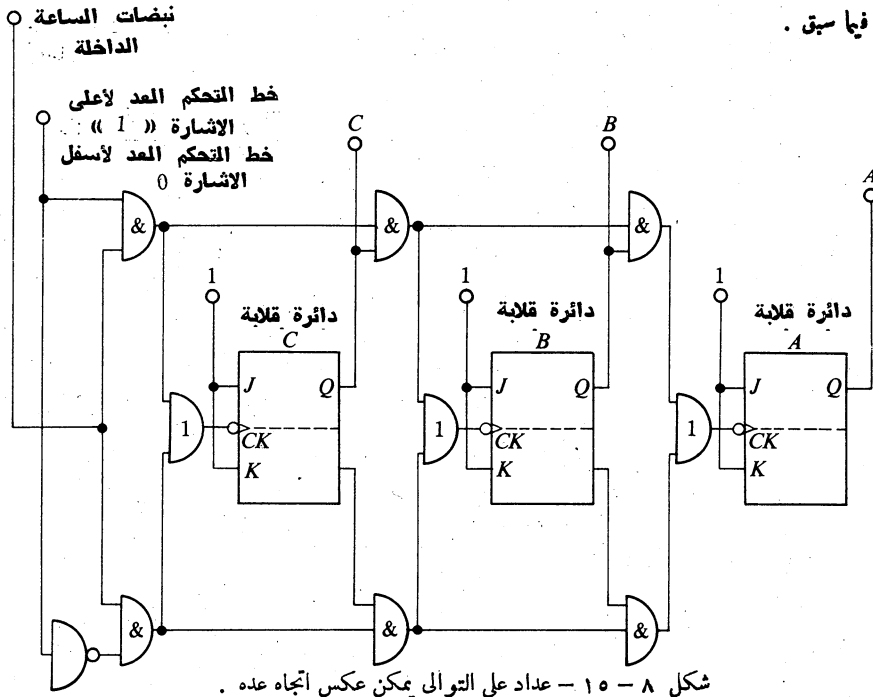 فيما سبق .
نبضات الساعة
الداخلة
خط التحكم العد لأعلى
الاشارة « 1 »
خط التحكم العد لأسفل
الاشارة 0
C
B
A
&
&
&
1
1
1
دائرة قلابة
C
دائرة قلابة
B
دائرة قلابة
A
J Q
J Q
J Q
1
CK
1
CK
1
CK
K
K
K
&
&
&
شكل ٨ - ١٥ - عداد على التوالى يمكن عكس اتجاه عده .